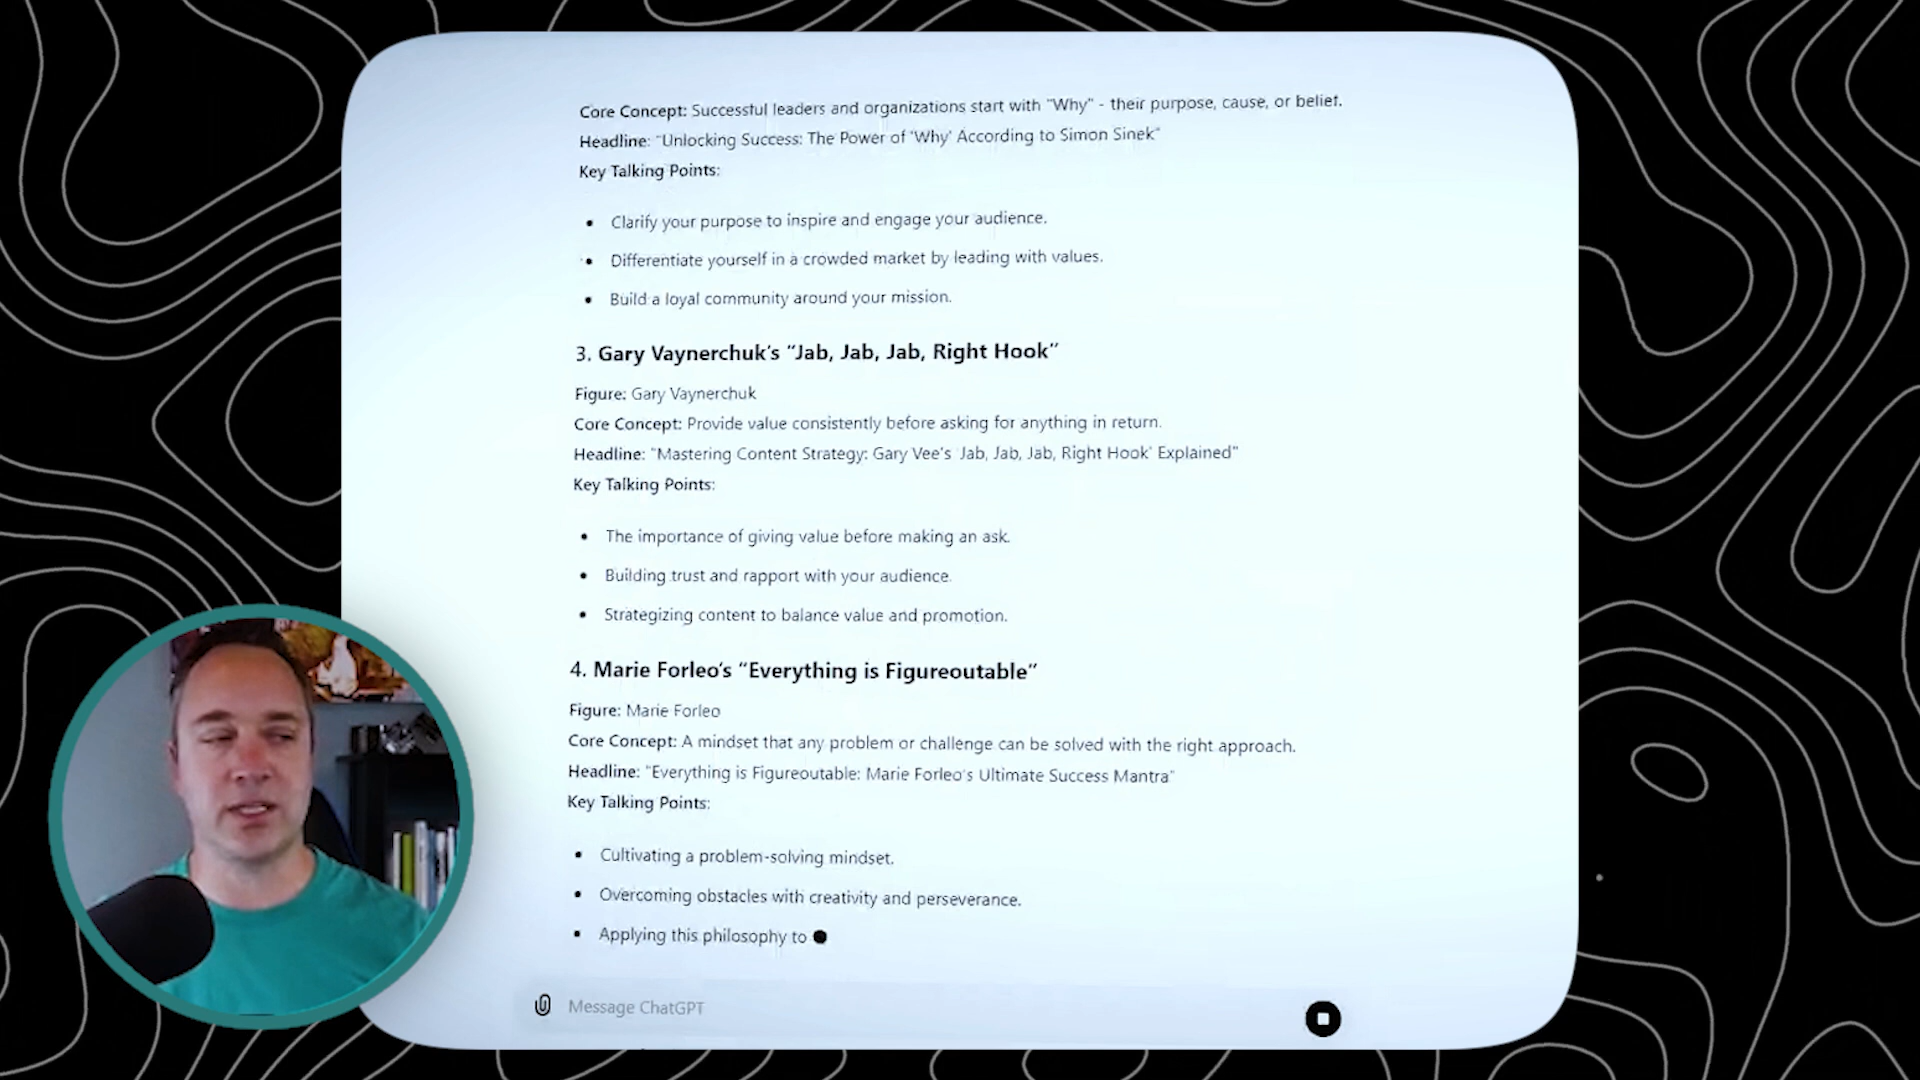 Core Concept: Successful leaders and organizations start with "Why" - their purpose, cause, or belief.
Headline: "Unlocking Success: The Power of 'Why' According to Simon Sinek"
Key Talking Points:
• Clarify your purpose to inspire and engage your audience.
• Differentiate yourself in a crowded market by leading with values.
• Build a loyal community around your mission.
3. Gary Vaynerchuk's "Jab, Jab, Jab, Right Hook"
Figure: Gary Vaynerchuk
Core Concept: Provide value consistently before asking for anything in return.
Headline: "Mastering Content Strategy: Gary Vee's 'Jab, Jab, Jab, Right Hook' Explained"
Key Talking Points:
• The importance of giving value before making an ask.
• Building trust and rapport with your audience.
• Strategizing content to balance value and promotion.
4. Marie Forleo's "Everything is Figureoutable"
Figure: Marie Forleo
Core Concept: A mindset that any problem or challenge can be solved with the right approach.
Headline: "Everything is Figureoutable: Marie Forleo's Ultimate Success Mantra"
Key Talking Points:
• Cultivating a problem-solving mindset.
• Overcoming obstacles with creativity and perseverance.
• Applying this philosophy to
Message ChatGPT